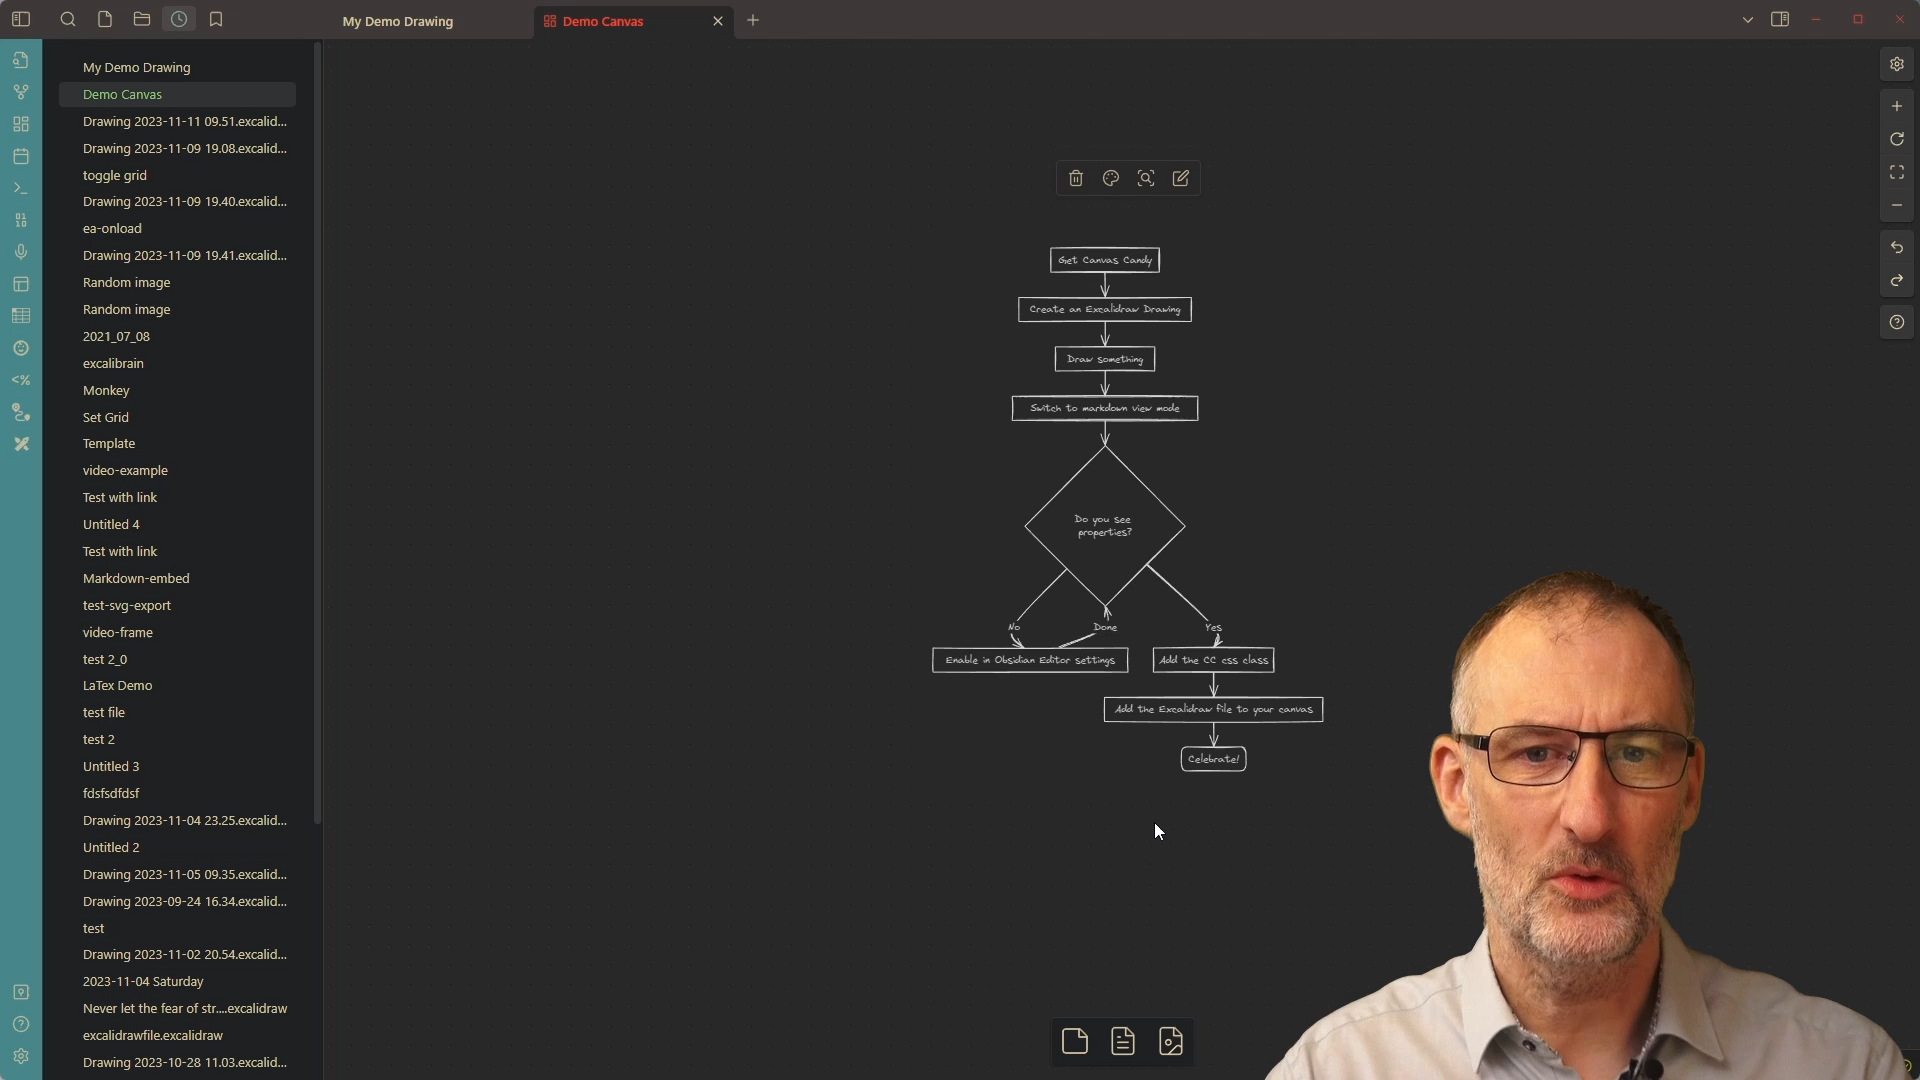 My Demo Drawing
Demo Canvas
My Demo Drawing
Demo Canvas
Drawing 2023-11-11 09.51.excalid...
Drawing 2023-11-09 19.08.excalid...
toggle grid
Drawing 2023-11-09 19.40.excalid...
ea-onload
Drawing 2023-11-09 19.41.excalid...
Random image
Random image
2021_07_08
excalibrain
Monkey
Set Grid
Template
video-example
Test with link
Untitled 4
Test with link
Markdown-embed
test-svg-export
video-frame
test 2_0
LaTex Demo
test file
test 2
Untitled 3
fdsfsdfdsf
Drawing 2023-11-04 23.25.excalid...
Untitled 2
Drawing 2023-11-05 09.35.excalid...
Drawing 2023-09-24 16.34.excalid...
test
Drawing 2023-11-02 20.54.excalid...
2023-11-04 Saturday
Never let the fear of str....excalidraw
excalidrawfile.excalidraw
Drawing 2023-10-28 11.03.excalid...
Get Canvas Candy
Create an Excalidraw Drawing
Draw something
Switch to markdown view mode
Do you see
properties?
No
Done
Yes
Enable in Obsidian Editor settings
Add the CC css class
Add the Excalidraw file to your canvas
Celebrate!